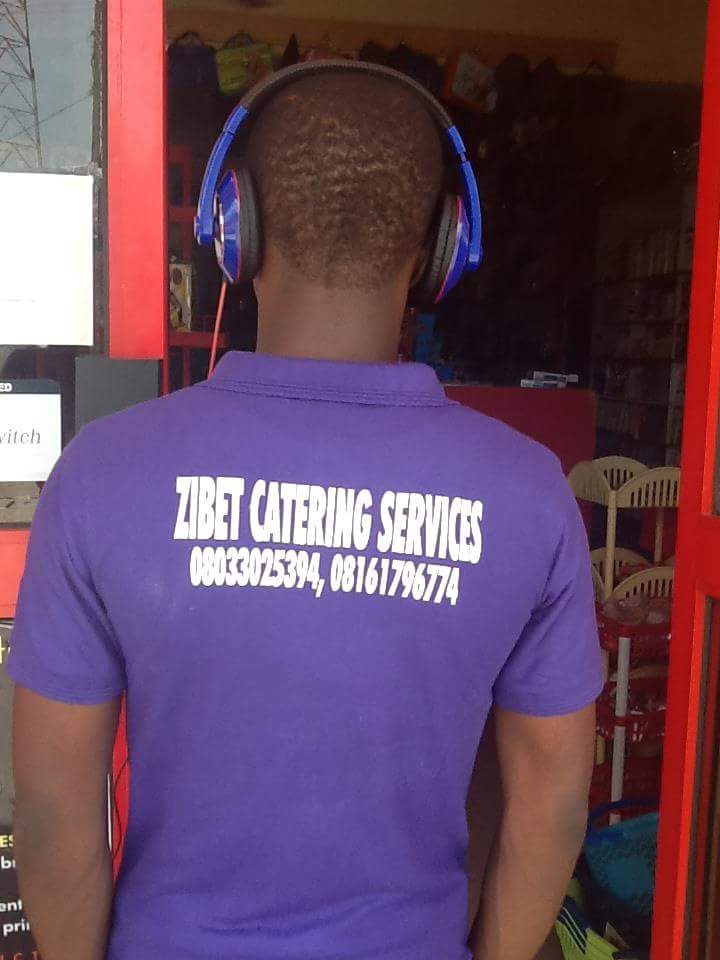 ZIBET CATERING SERVICES
08033025394, 08161796774